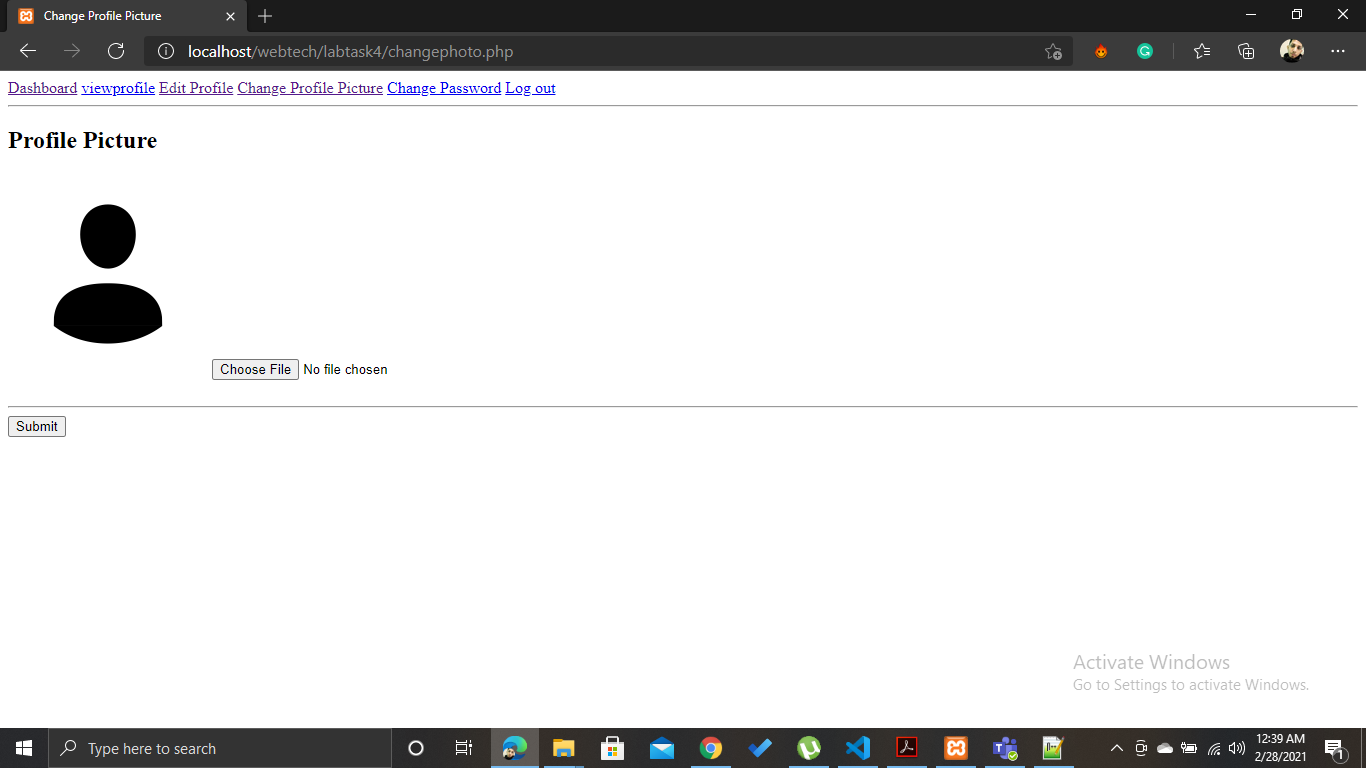 Change Profile Picture
localhost/webtech/labtask4/changephoto.php
Dashboard viewprofile Edit Profile Change Profile Picture Change Password Log out
Profile Picture
Choose File No file chosen
Submit
Activate Windows
Go to Settings to activate Windows.
Type here to search
12:39 AM
2/28/2021
1